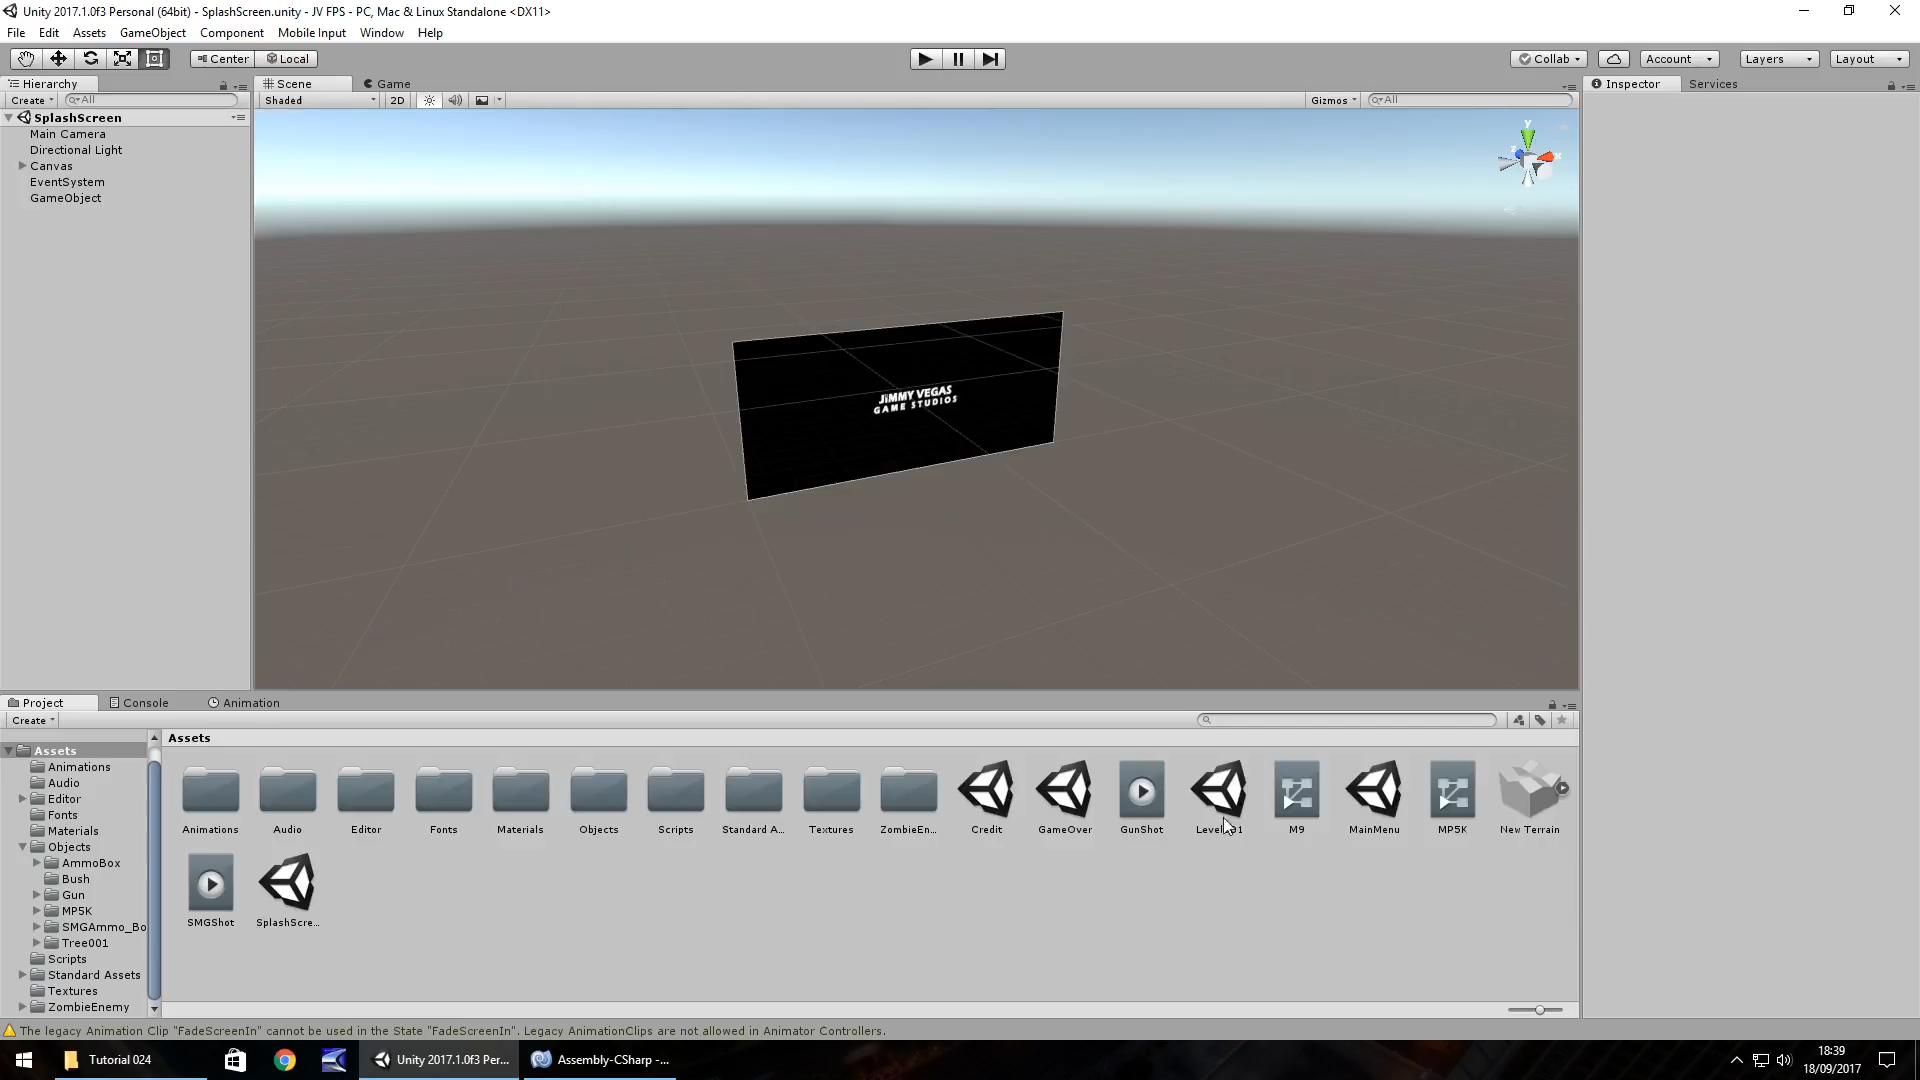 Unity 2017.1.0f3 Personal (64bit) - SplashScreen.unity - JV FPS - PC, Mac & Linux Standalone <DX11>
File Edit Assets GameObject Component Mobile Input Window Help
Center Local Collab Account Layers Layout
Hierarchy Scene Game Inspector Services
Create All Shaded 2D Gizmos All
SplashScreen
Main Camera
Directional Light
Canvas
EventSystem
GameObject
y
x
JIMMY VEGAS
GAME STUDIOS
Project Console Animation
Create
Assets
Assets
Animations
Audio
Editor
Fonts
Materials
Objects
AmmoBox
Bush
Gun
MP5K
SMGAmmo_Bo
Tree001
Scripts
Standard Assets
Textures
ZombieEnemy
Animations Audio Editor Fonts Materials Objects Scripts Standard A... Textures ZombieEn... Credit GameOver GunShot M9 MainMenu MP5K New Terrain
SMGShot SplashScre...
The legacy Animation Clip "FadeScreenIn" cannot be used in the State "FadeScreenIn". Legacy AnimationClips are not allowed in Animator Controllers.
Tutorial 024 Unity 2017.1.0f3 Per... Assembly-CSharp -...
18:39
18/09/2017